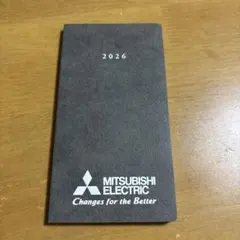 2026
MITSUBISHI
ELECTRIC
Changes for the Better